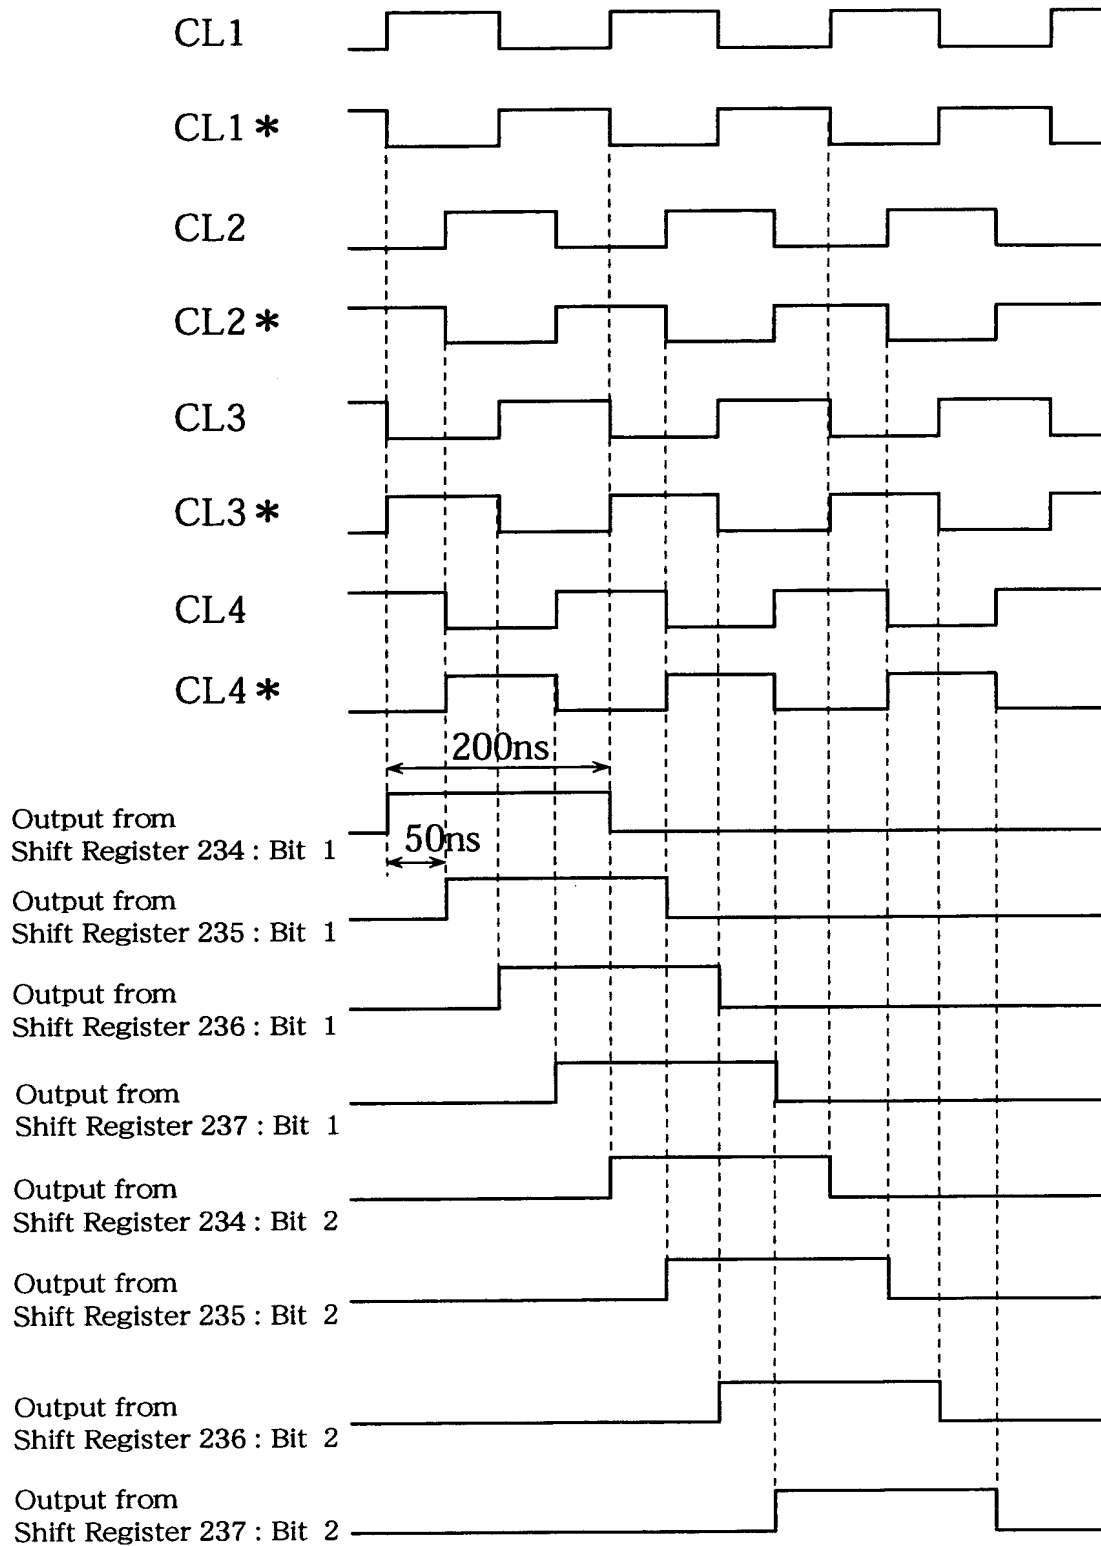 CL1
CL1*
CL2
CL2*
CL3
CL3*
CL4
CL4*
200ns
Output from
Shift Register 234 : Bit 1
50ns
Output from
Shift Register 235 : Bit 1
Output from
Shift Register 236 : Bit 1
Output from
Shift Register 237 : Bit 1
Output from
Shift Register 234 : Bit 2
Output from
Shift Register 235 : Bit 2
Output from
Shift Register 236 : Bit 2
Output from
Shift Register 237 : Bit 2